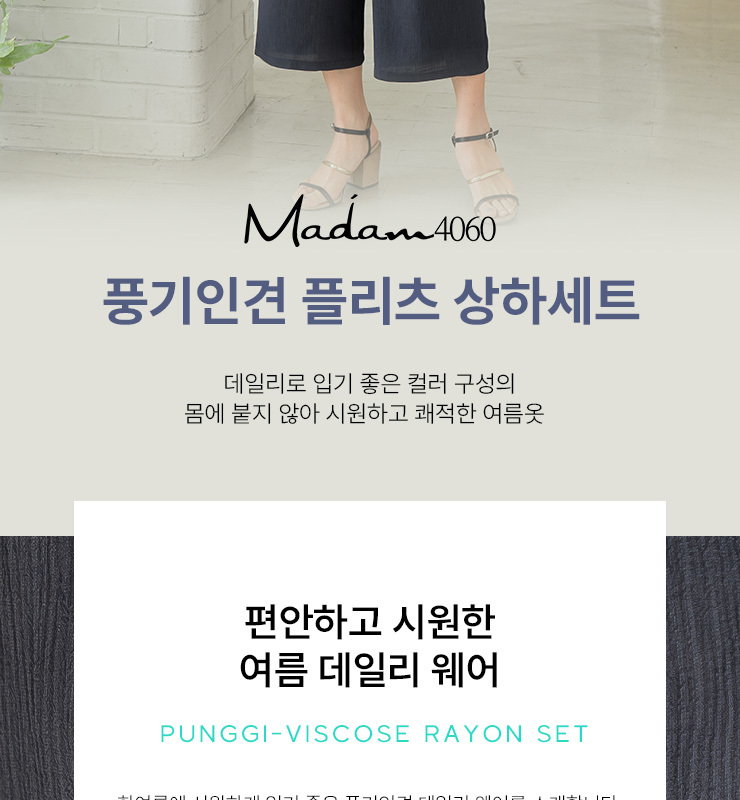 Madam4060
풍기인견 플리츠 상하세트
데일리로 입기 좋은 컬러 구성의
몸에 붙지 않아 시원하고 쾌적한 여름옷
편안하고 시원한
여름 데일리 웨어
PUNGGI-VISCOSE RAYON SET